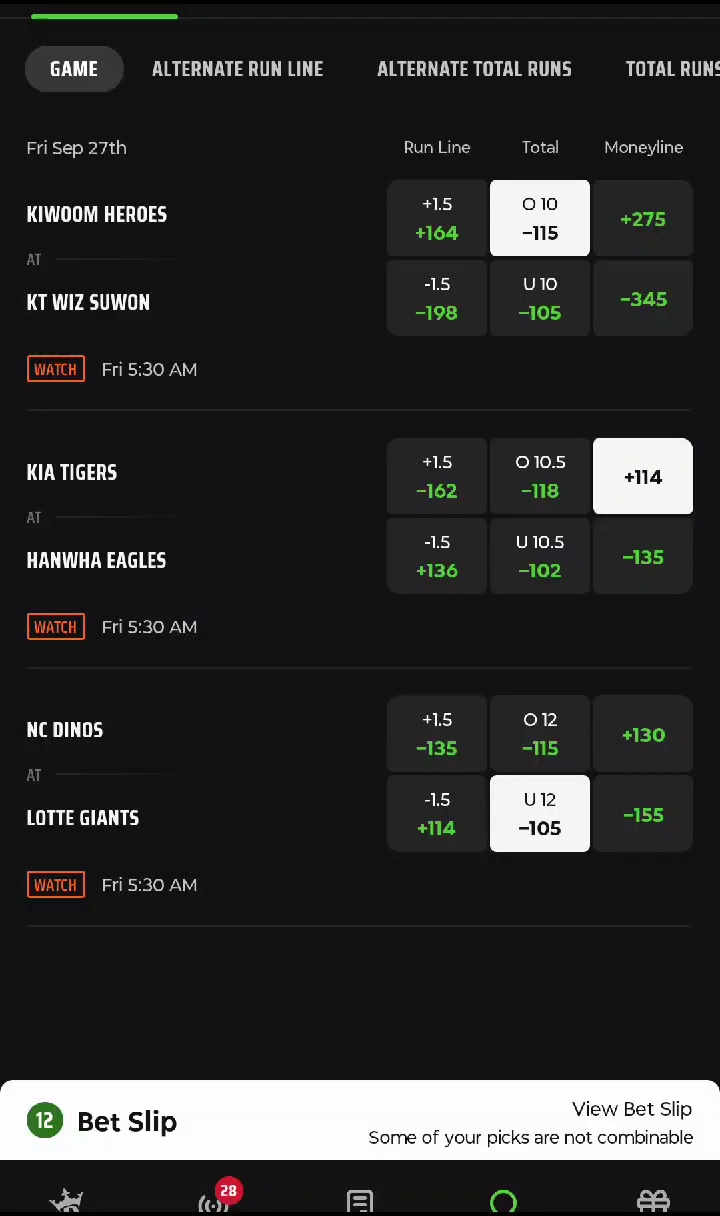 GAME ALTERNATE RUN LINE ALTERNATE TOTAL RUNS TOTAL RUNS
Fri Sep 27th Run Line Total Moneyline
KIWOOM HEROES +1.5 +164 O 10 −115 +275
AT
KT WIZ SUWON -1.5 −198 U 10 −105 −345
WATCH Fri 5:30 AM
KIA TIGERS +1.5 −162 O 10.5 −118 +114
AT
HANWHA EAGLES -1.5 +136 U 10.5 −102 −135
WATCH Fri 5:30 AM
NC DINOS +1.5 −135 O 12 −115 +130
AT
LOTTE GIANTS -1.5 +114 U 12 −105 −155
WATCH Fri 5:30 AM
12 Bet Slip View Bet Slip
Some of your picks are not combinable
28